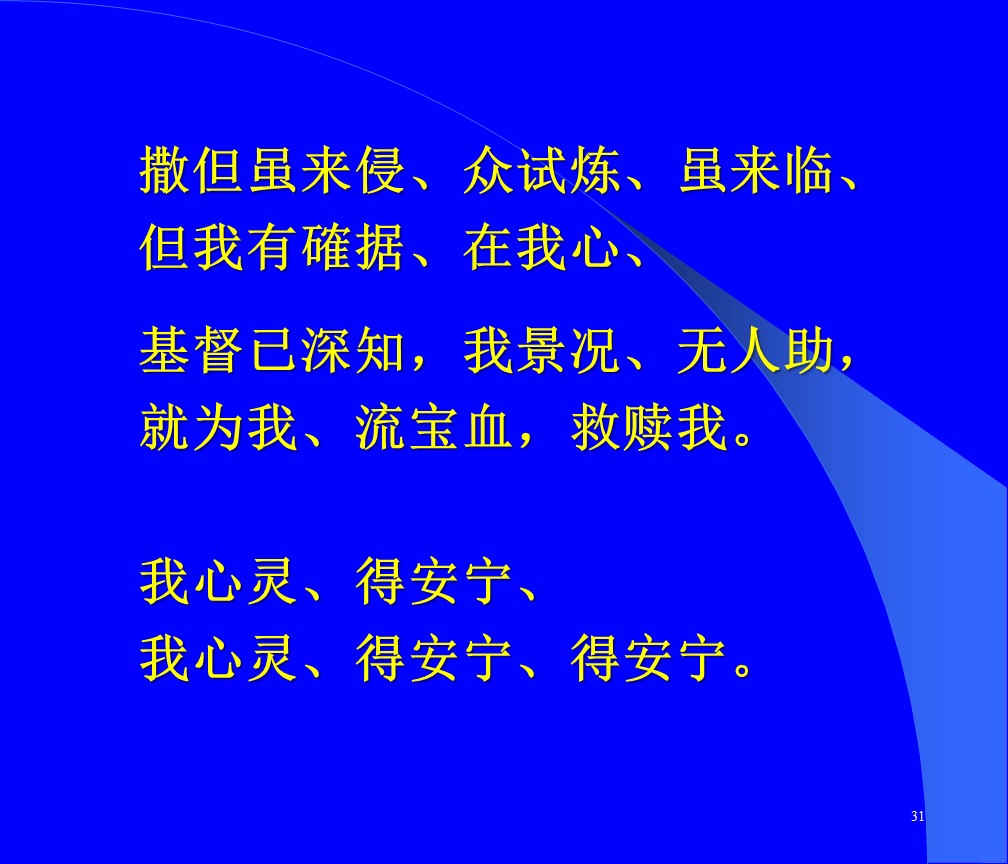 撒但虽来侵、众试炼、虽来临、
但我有確据、在我心、
基督已深知，我景况、无人助，
就为我、流宝血，救赎我。
我心灵、得安宁、
我心灵、得安宁、得安宁。
31